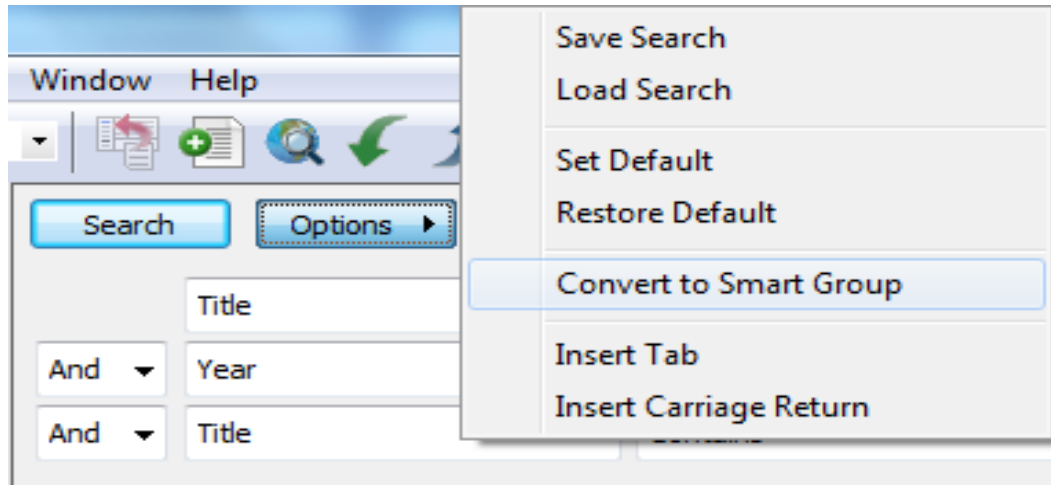 Window Help
Search Options
Title
And Year
And Title
Save Search
Load Search
Set Default
Restore Default
Convert to Smart Group
Insert Tab
Insert Carriage Return